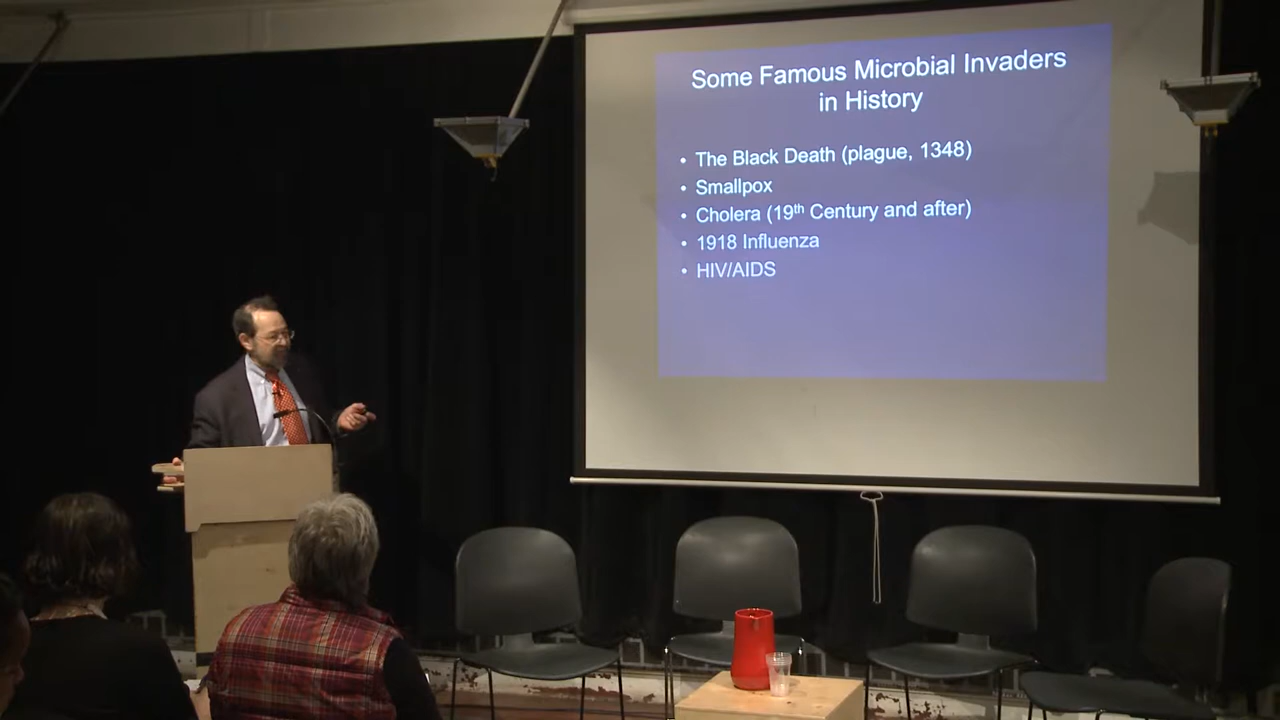 Some Famous Microbial Invaders
in History
• The Black Death (plague, 1348)
• Smallpox
• Cholera (19th Century and after)
• 1918 Influenza
• HIV/AIDS